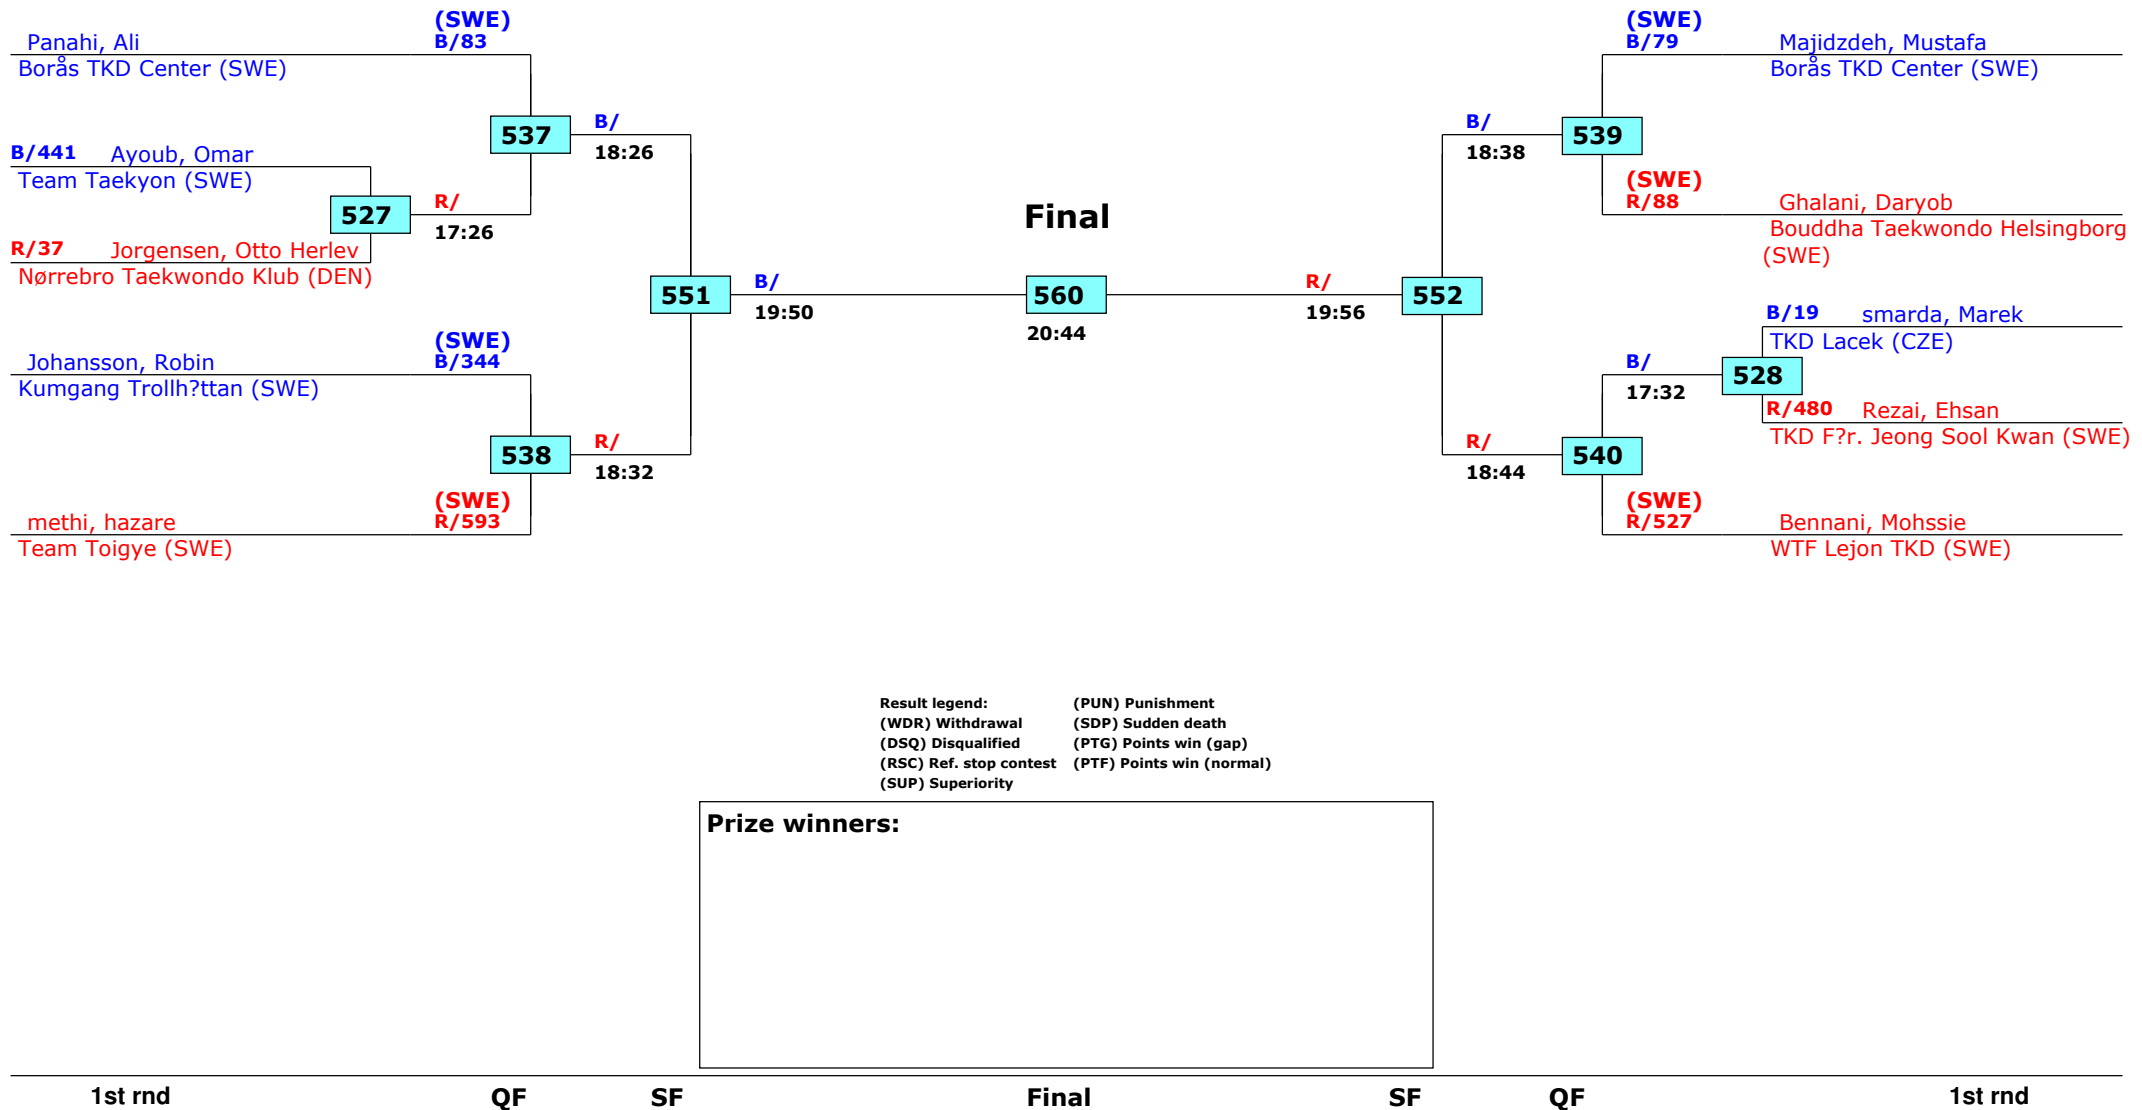 (SWE)
Panahi, Ali
B/83
Borås TKD Center (SWE)
B/441 Ayoub, Omar
Team Taekyon (SWE)
R/37 Jorgensen, Otto Herlev
Nørrebro Taekwondo Klub (DEN)
527
R/
17:26
537
B/
18:26
(SWE)
Johansson, Robin
B/344
Kumgang Trollh?ttan (SWE)
(SWE)
methi, hazare
R/593
Team Toigye (SWE)
538
R/
18:32
551
B/
19:50
Final
560
20:44
R/
19:56
552
B/
18:38
539
(SWE)
B/79
Majidzdeh, Mustafa
Borås TKD Center (SWE)
(SWE)
R/88
Ghalani, Daryob
Bouddha Taekwondo Helsingborg
(SWE)
B/19 smarda, Marek
TKD Lacek (CZE)
528
B/
17:32
R/480 Rezai, Ehsan
TKD F?r. Jeong Sool Kwan (SWE)
R/
18:44
540
(SWE)
R/527
Bennani, Mohssie
WTF Lejon TKD (SWE)
Result legend:
(WDR) Withdrawal
(DSQ) Disqualified
(RSC) Ref. stop contest
(SUP) Superiority
(PUN) Punishment
(SDP) Sudden death
(PTG) Points win (gap)
(PTF) Points win (normal)
Prize winners:
1st rnd QF SF Final SF QF 1st rnd